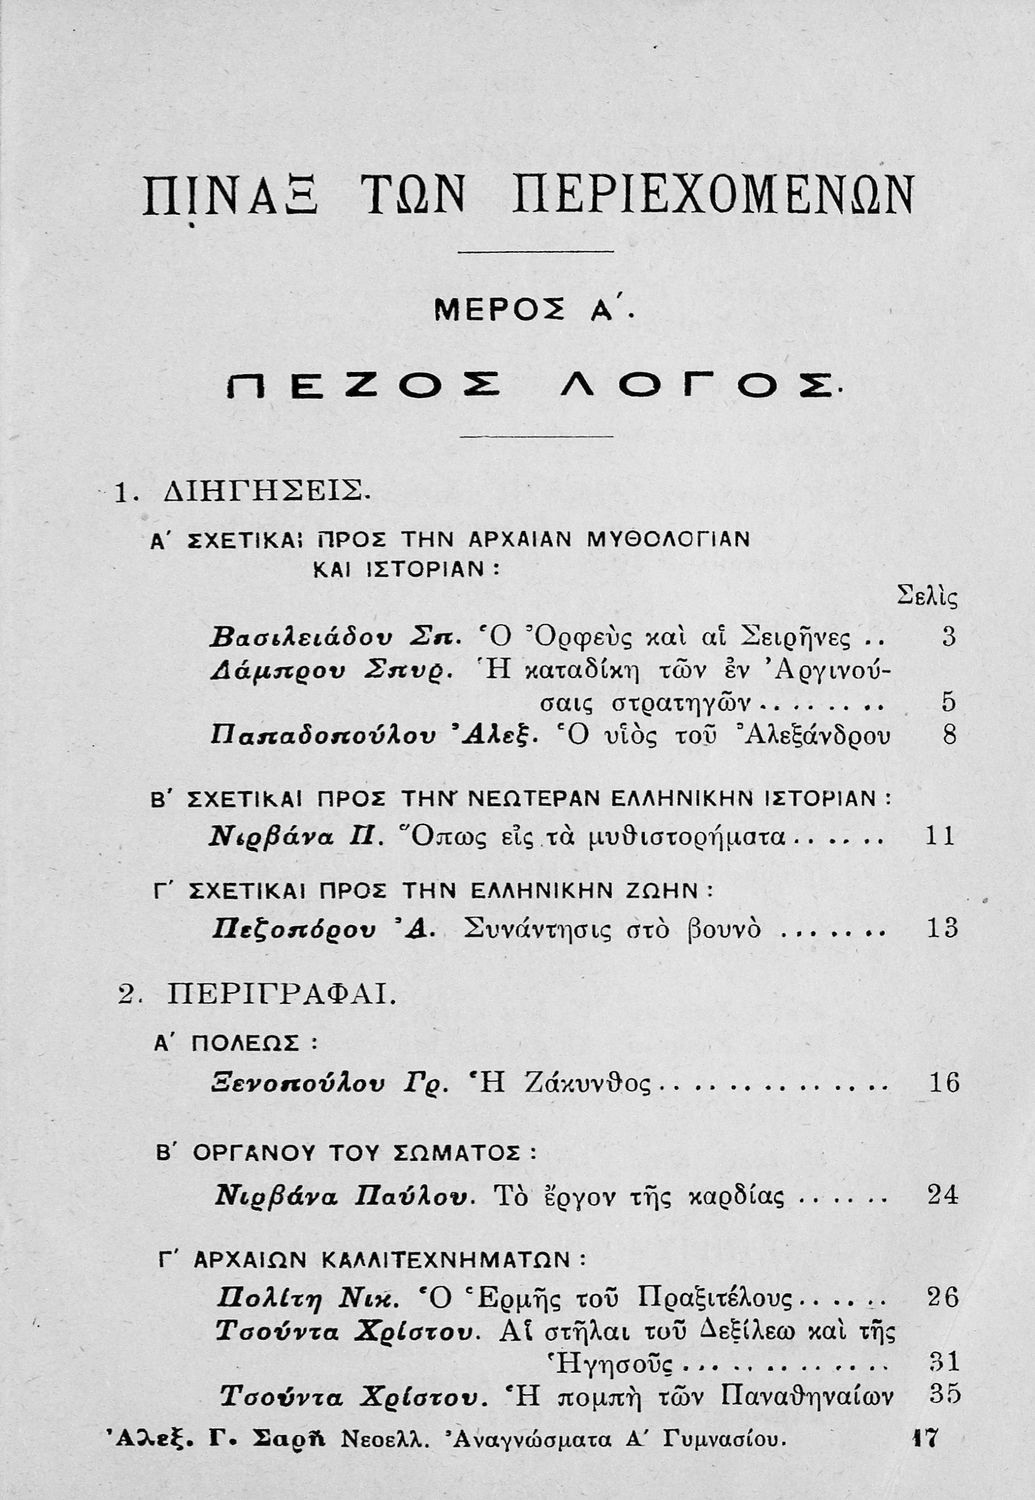 ΠΙΝΑΞ ΤΩΝ ΠΕΡΙΕΧΟΜΕΝΩΝ
ΜΕΡΟΣ Α΄.
ΠΕΖΟΣ ΛΟΓΟΣ.
1. ΔΙΗΓΗΣΕΙΣ.
Α΄ ΣΧΕΤΙΚΑΙ ΠΡΟΣ ΤΗΝ ΑΡΧΑΙΑΝ ΜΥΘΟΛΟΓΙΑΝ
ΚΑΙ ΙΣΤΟΡΙΑΝ :
Σελὶς
Βασιλειάδου Σπ. Ὁ Ὀρφεὺς καὶ αἱ Σειρῆνες .. 3
Λάμπρου Σπυρ. Ἡ καταδίκη τῶν ἐν Ἀργινού-
σαις στρατηγῶν ........ 5
Παπαδοπούλου Ἀλεξ. Ὁ υἱὸς τοῦ Ἀλεξάνδρου 8
Β΄ ΣΧΕΤΙΚΑΙ ΠΡΟΣ ΤΗΝ ΝΕΩΤΕΡΑΝ ΕΛΛΗΝΙΚΗΝ ΙΣΤΟΡΙΑΝ :
Νιρβάνα Π. Ὅπως εἰς τὰ μυθιστορήματα ...... 11
Γ΄ ΣΧΕΤΙΚΑΙ ΠΡΟΣ ΤΗΝ ΕΛΛΗΝΙΚΗΝ ΖΩΗΝ :
Πεζοπόρου Ἀ. Συνάντησις στὸ βουνὸ ....... 13
2. ΠΕΡΙΓΡΑΦΑΙ.
Α΄ ΠΟΛΕΩΣ :
Ξενοπούλου Γρ. Ἡ Ζάκυνθος .............. 16
Β΄ ΟΡΓΑΝΟΥ ΤΟΥ ΣΩΜΑΤΟΣ :
Νιρβάνα Παύλου. Τὸ ἔργον τῆς καρδίας ...... 24
Γ΄ ΑΡΧΑΙΩΝ ΚΑΛΛΙΤΕΧΝΗΜΑΤΩΝ :
Πολίτη Νικ. Ὁ Ἑρμῆς τοῦ Πραξιτέλους ...... 26
Τσούντα Χρίστου. Αἱ στῆλαι τοῦ Δεξίλεω καὶ τῆς
Ἡγησοῦς ............ 31
Τσούντα Χρίστου. Ἡ πομπὴ τῶν Παναθηναίων 35
Ἀλεξ. Γ. Σαρῆ Νεοελλ. Ἀναγνώσματα Α΄ Γυμνασίου. 17